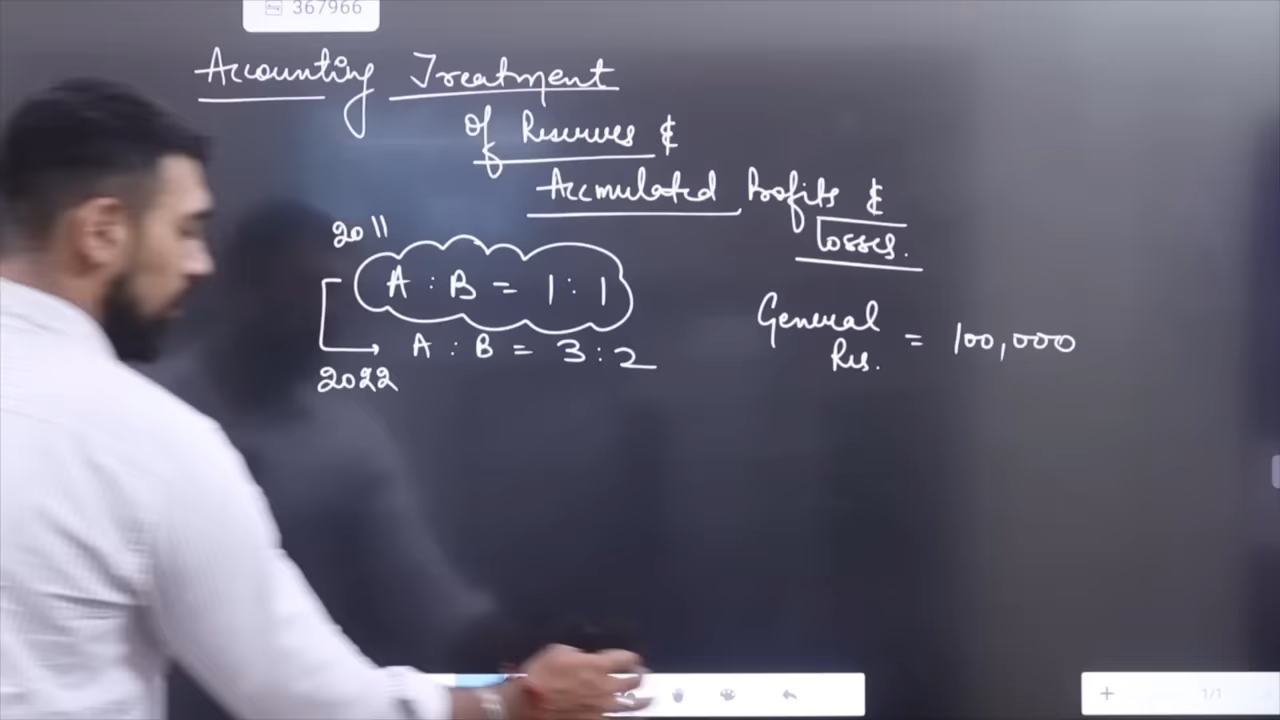 367966
Accounting Treatment
of Reserves &
Accmulated Profits &
Losses.
2011
A : B = 1 : 1
A : B = 3 : 2
2022
General
Res. = 100,000
1/1